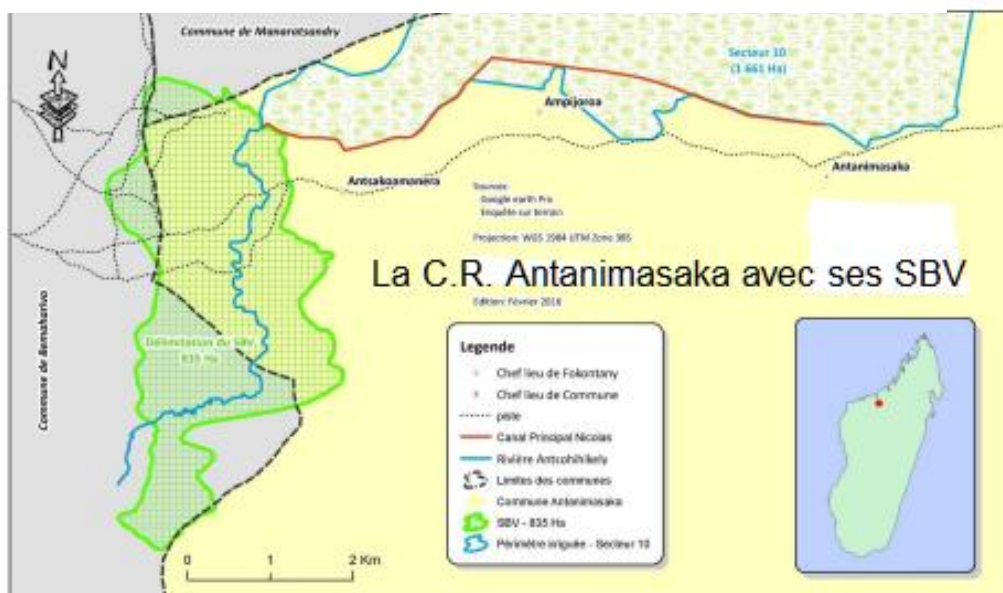 Commune de Manaratsandry
N
Secteur 10
(1 661 Ha)
Ampijoroa
Antsakoamanera
Antanimasaka
Sources:
Google earth Pro
Enquête sur terrain
Projection: WGS 1984 UTM Zone 38S
La C.R. Antanimasaka avec ses SBV
Edition: Février 2016
Commune de Bemaharivo
Délimitation du SBV
835 Ha
Legende
Chef lieu de Fokontany
Chef lieu de Commune
piste
Canal Principal Nicolas
Rivière Antsohihikely
Limites des communes
Commune Antanimasaka
SBV - 835 Ha
Périmètre irriguée - Secteur 10
0 1 2 Km